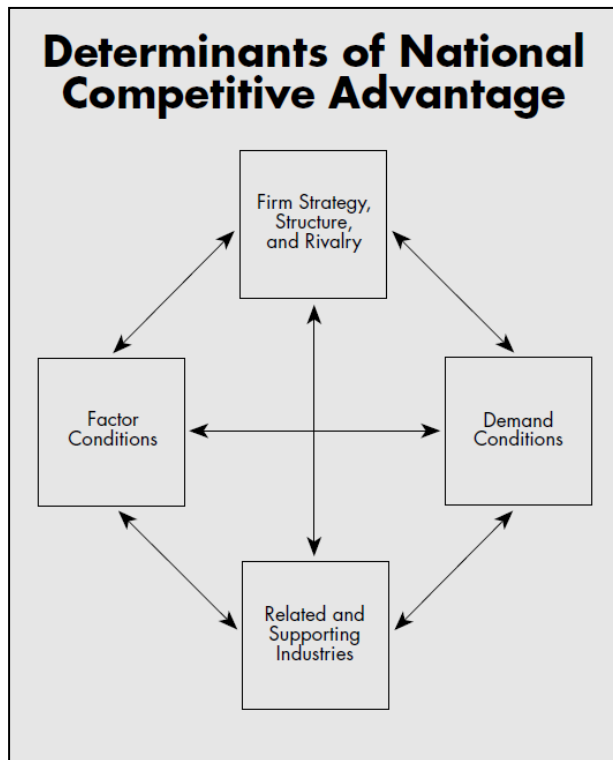 Determinants of National
Competitive Advantage
Firm Strategy,
Structure,
and Rivalry
Factor
Conditions
Demand
Conditions
Related and
Supporting
Industries